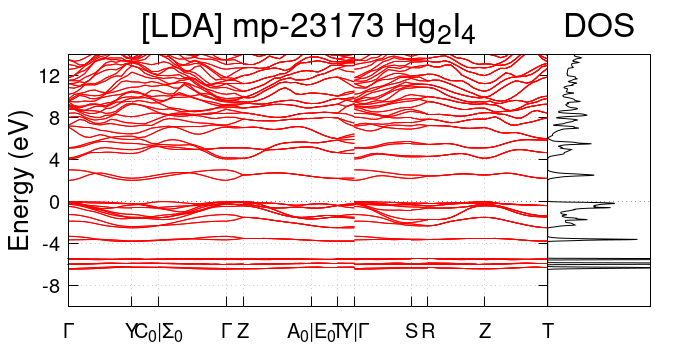 [LDA] mp-23173 Hg₂I₄ DOS
Energy (eV)
12
8
4
0
-4
-8
Γ Y C₀|Σ₀ Γ Z A₀|E₀ T Y|Γ S R Z T